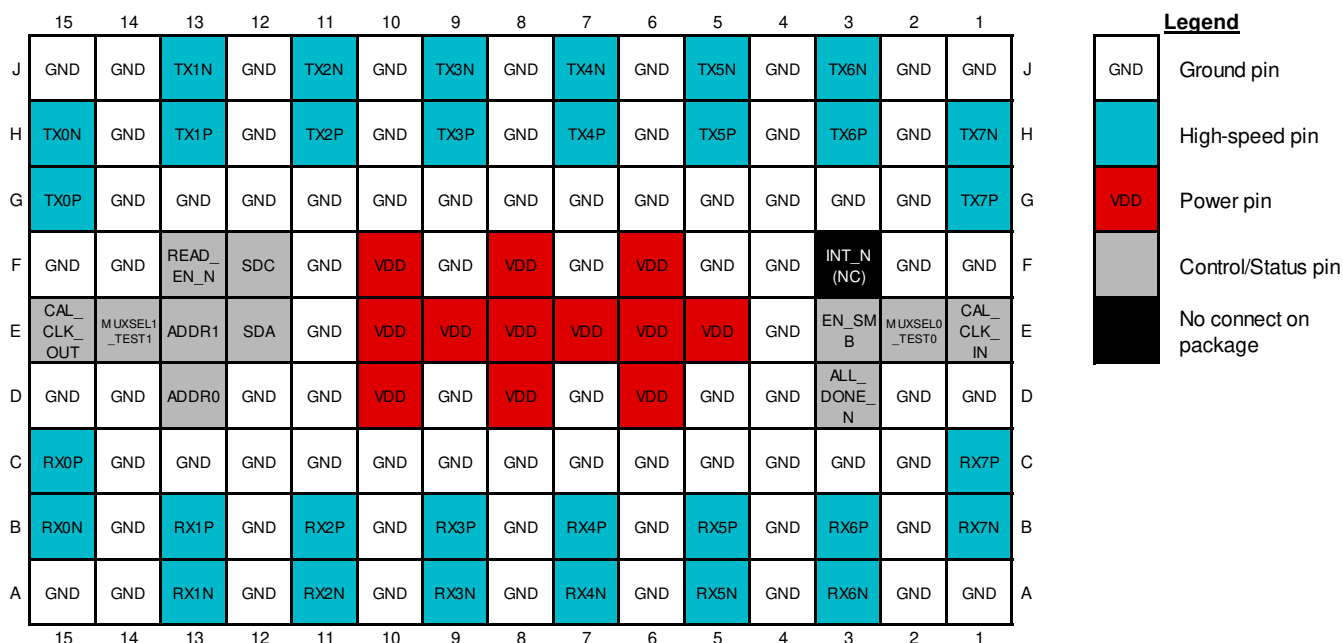 15 14 13 12 11 10 9 8 7 6 5 4 3 2 1
J GND GND TX1N GND TX2N GND TX3N GND TX4N GND TX5N GND TX6N GND GND J
H TX0N GND TX1P GND TX2P GND TX3P GND TX4P GND TX5P GND TX6P GND TX7N H
G TX0P GND GND GND GND GND GND GND GND GND GND GND GND GND TX7P G
F GND GND READ_ SDC GND VDD GND VDD GND VDD GND GND INT_N GND GND F
EN_N (NC)
CAL_ CAL_
E CLK_ MUXSEL1 ADDR1 SDA GND VDD VDD VDD VDD VDD VDD GND EN_SM MUXSEL0 CLK_ E
OUT _TEST1 B _TEST0 IN
ALL_
D GND GND ADDR0 GND GND VDD GND VDD GND VDD GND GND DONE_ GND GND D
N
C RX0P GND GND GND GND GND GND GND GND GND GND GND GND GND RX7P C
B RX0N GND RX1P GND RX2P GND RX3P GND RX4P GND RX5P GND RX6P GND RX7N B
A GND GND RX1N GND RX2N GND RX3N GND RX4N GND RX5N GND RX6N GND GND A
15 14 13 12 11 10 9 8 7 6 5 4 3 2 1
Legend
GND Ground pin
High-speed pin
VDD Power pin
Control/Status pin
No connect on
package